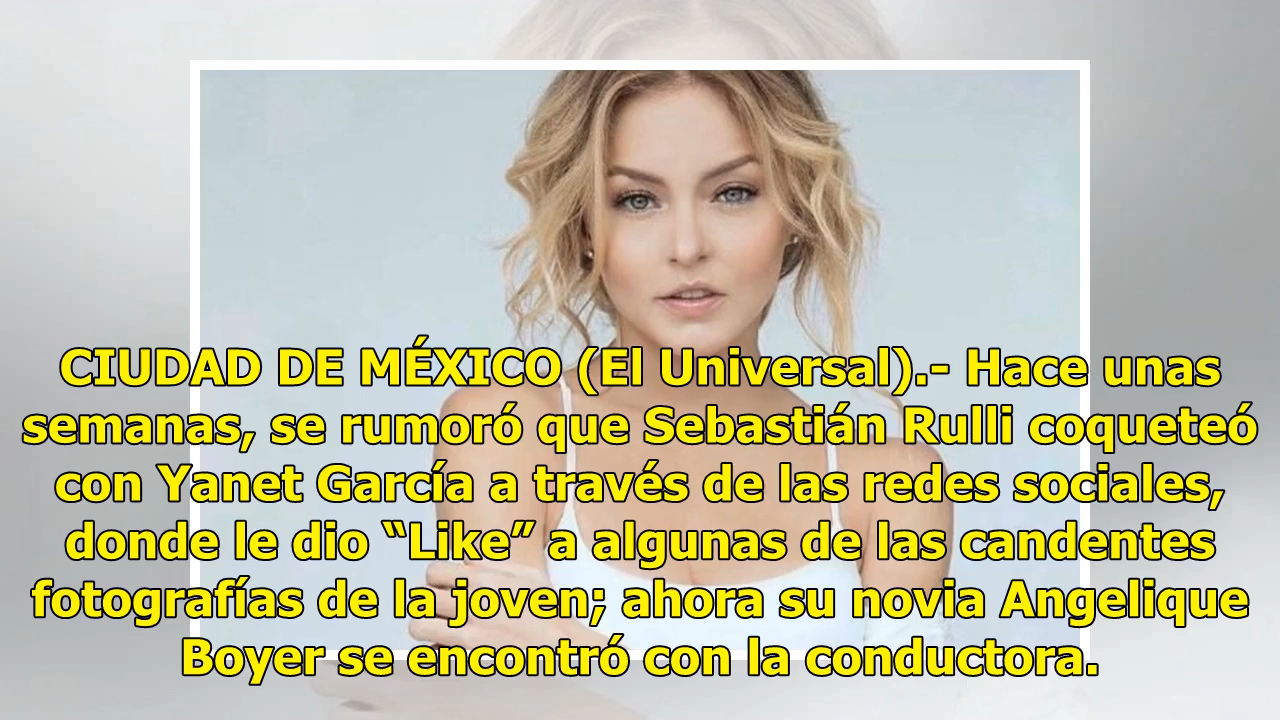 CIUDAD DE MÉXICO (El Universal).- Hace unas
semanas, se rumoró que Sebastián Rulli coqueteó
con Yanet García a través de las redes sociales,
donde le dio “Like” a algunas de las candentes
fotografías de la joven; ahora su novia Angelique
Boyer se encontró con la conductora.